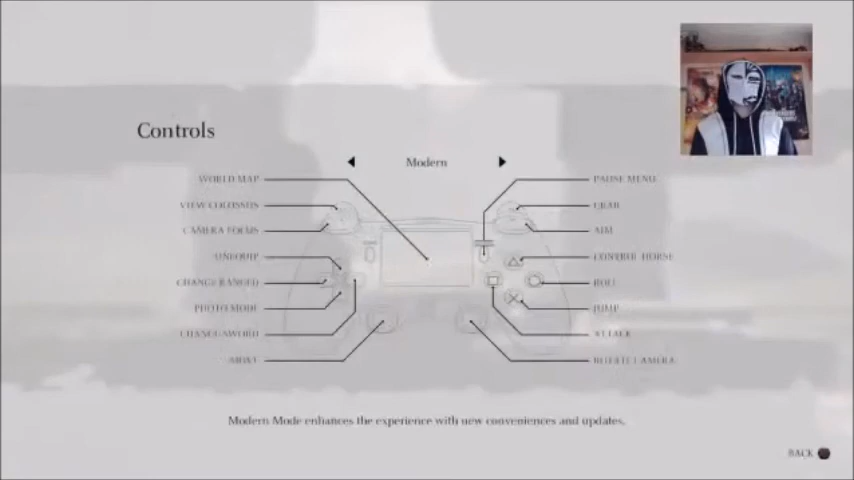 Controls
Modern
WORLD MAP
VIEW COLOSSUS
CAMERA FOCUS
UNEQUIP
CHANGE RANGED
PHOTO MODE
CHANGE SWORD
MOVE
PAUSE MENU
GRAB
AIM
CONTROL HORSE
ROLL
JUMP
ATTACK
ROTATE CAMERA
Modern Mode enhances the experience with new conveniences and updates.
BACK